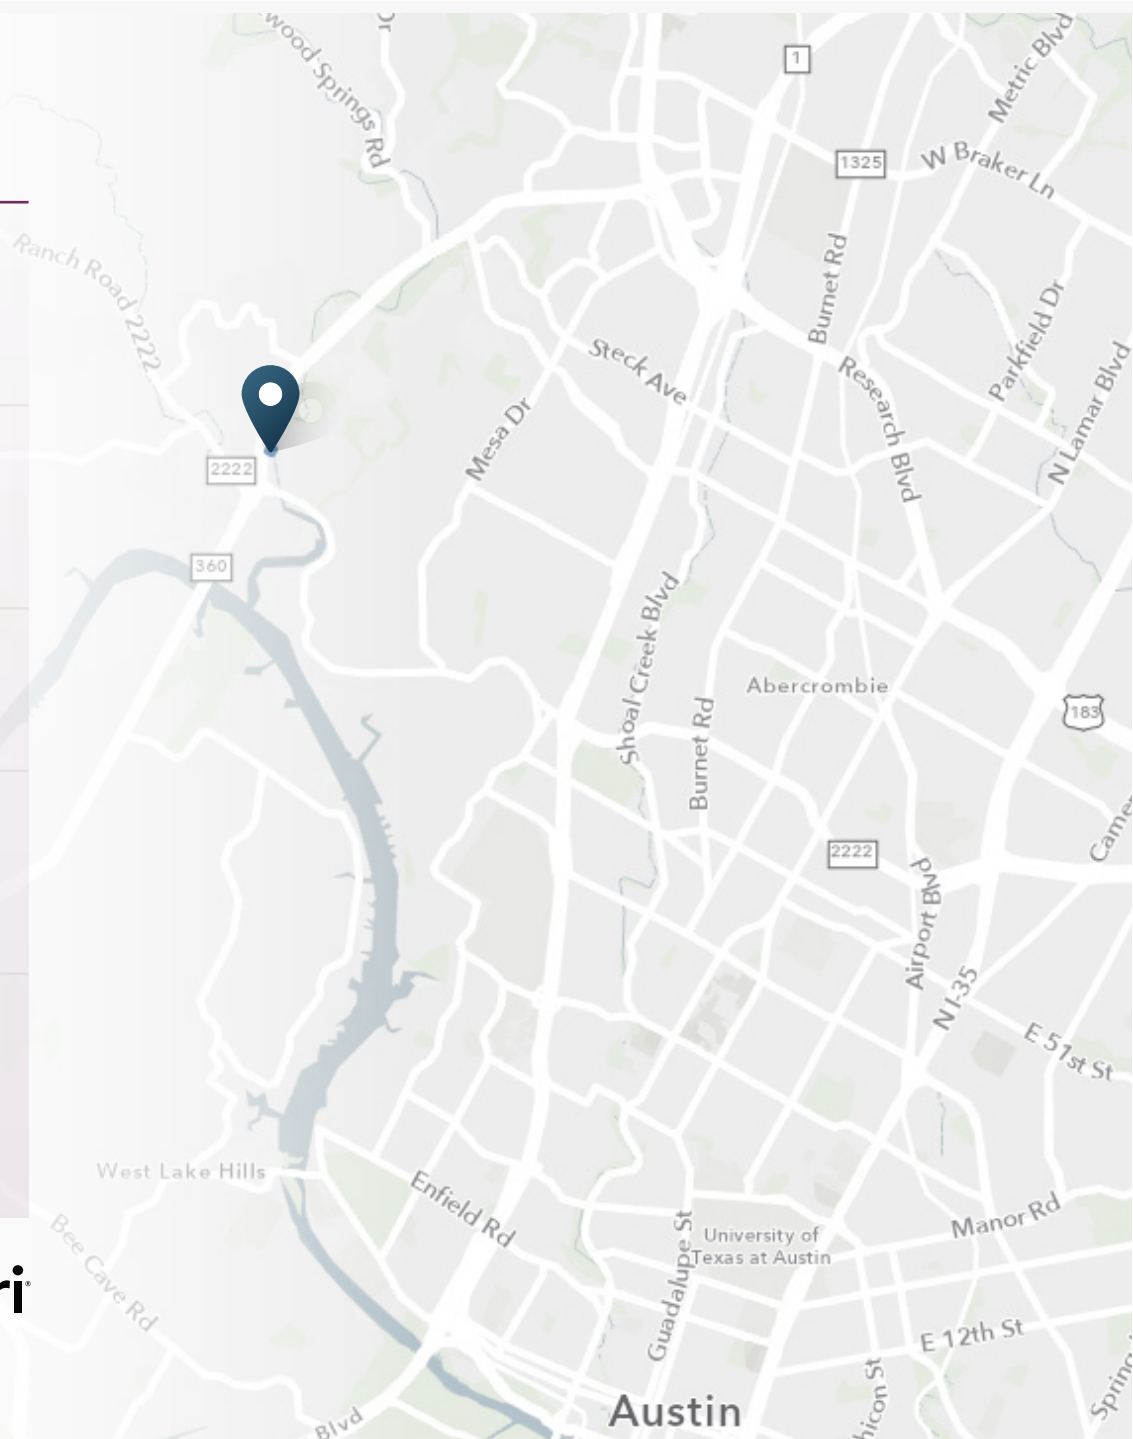 wood Springs Rd
Dr
1
Metric Blvd
1325
W Braker Ln
Ranch Road 2222
Burnet Rd
Parkfield Dr
Steck Ave
Research Blvd
N Lamar Blvd
Mesa Dr
2222
360
Shoal Creek Blvd
Abercrombie
183
Burnet Rd
2222
Airport Blvd
N I-35
E 51st St
West Lake Hills
Enfield Rd
Manor Rd
University of
Texas at Austin
Bee Cave Rd
Guadalupe St
E 12th St
Blvd
Austin